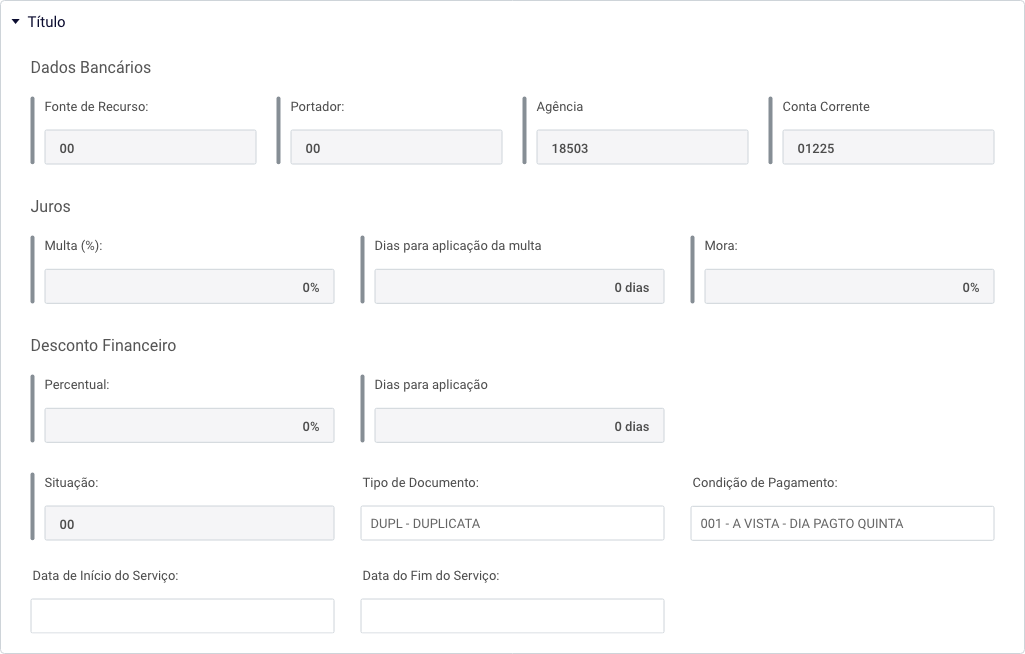 Título
Dados Bancários
Fonte de Recurso: Portador: Agência Conta Corrente
00 00 18503 01225
Juros
Multa (%): Dias para aplicação da multa Mora:
0% 0 dias 0%
Desconto Financeiro
Percentual: Dias para aplicação
0% 0 dias
Situação: Tipo de Documento: Condição de Pagamento:
00 DUPL - DUPLICATA 001 - A VISTA - DIA PAGTO QUINTA
Data de Início do Serviço: Data do Fim do Serviço: